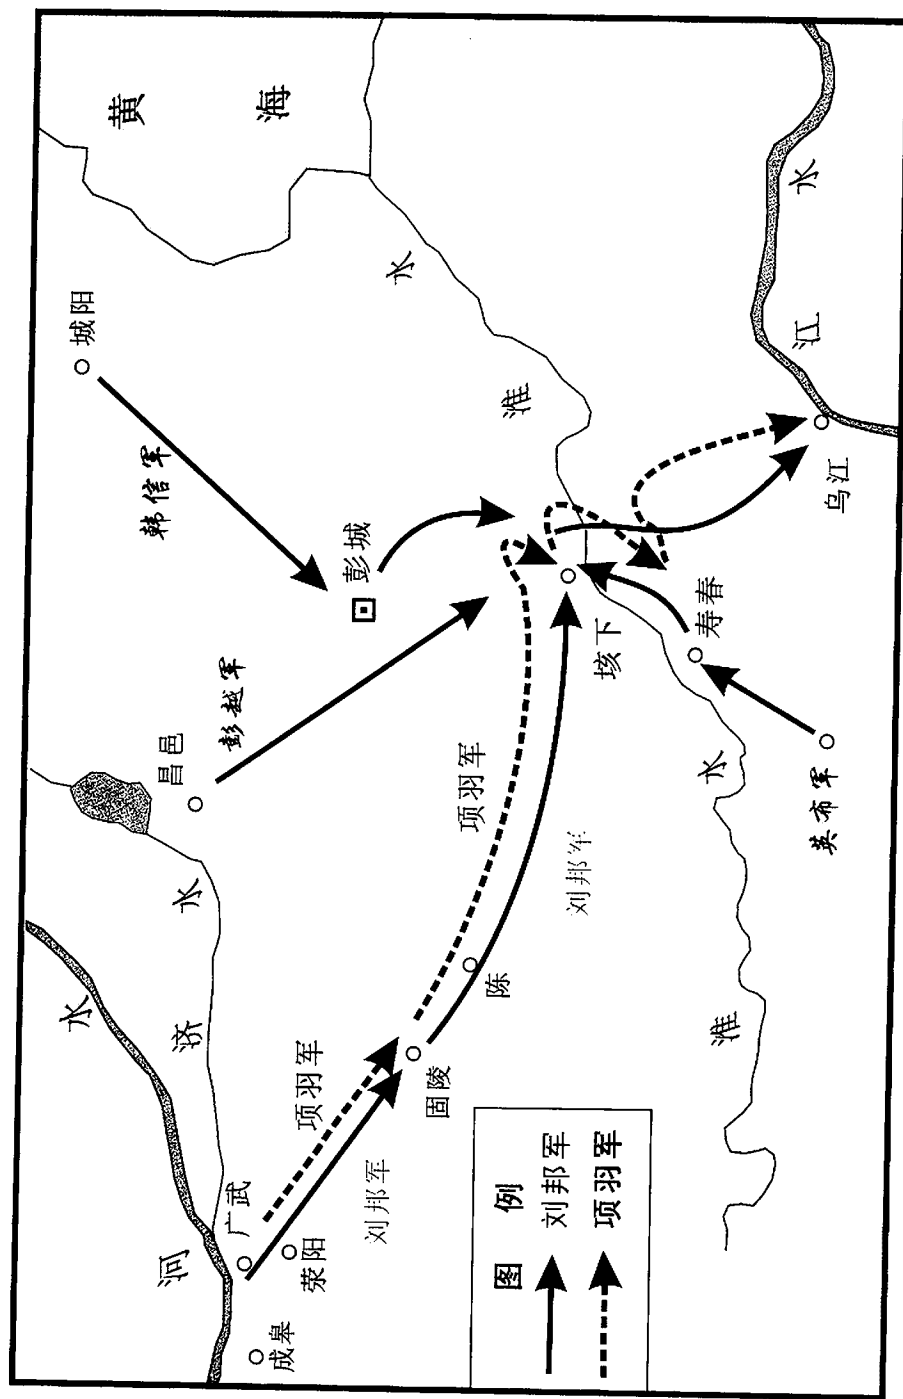 黄海
城阳
韩信军
彭城
彭越军
昌邑
济水
河水
广武
荥阳
成皋
项羽军
刘邦军
固陵
陈
项羽军
刘邦军
垓下
淮水
寿春
英布军
淮水
乌江
江水
图例
刘邦军
项羽军